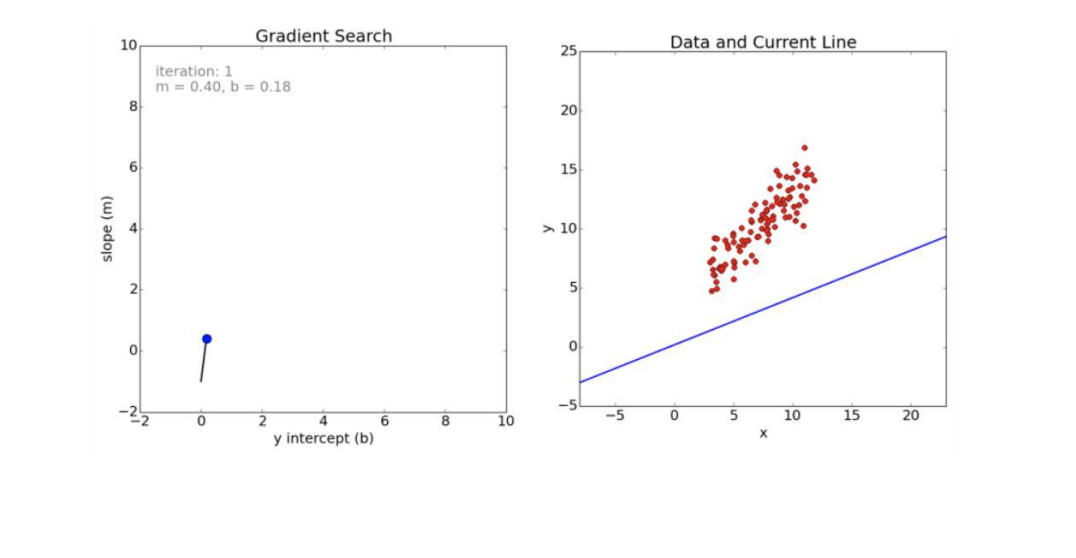 Gradient Search
10
8
6
4
2
0
−2
slope (m)
iteration: 1
m = 0.40, b = 0.18
−2 0 2 4 6 8 10
y intercept (b)
Data and Current Line
25
20
15
10
5
0
−5
y
−5 0 5 10 15 20
x